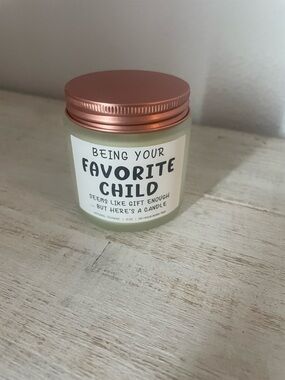 BEING YOUR
FAVORITE
CHILD
SEEMS LIKE GIFT ENOUGH
... BUT HERE'S A CANDLE